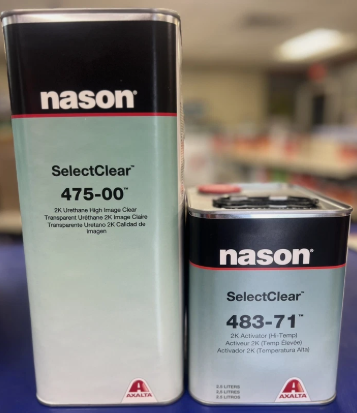 nason®
SelectClear™
475-00™
2K Urethane High Image Clear
Transparent Uréthane 2K Image Claire
Transparente Uretano 2K Calidad de
Imagen
AXALTA
nason®
SelectClear™
483-71™
2K Activator (Hi-Temp)
Activeur 2K (Temp Élevée)
Activador 2K (Temperatura Alta)
AXALTA